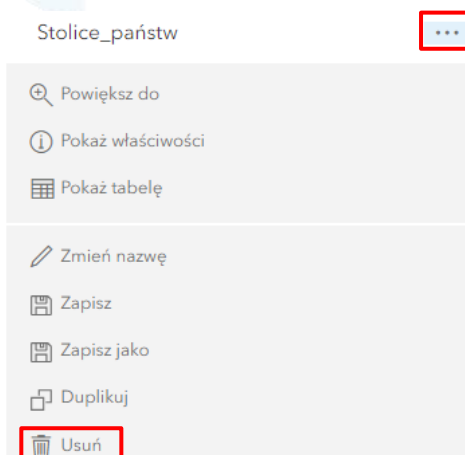 Stolice_państw
Powiększ do
Pokaż właściwości
Pokaż tabelę
Zmień nazwę
Zapisz
Zapisz jako
Duplikuj
Usuń